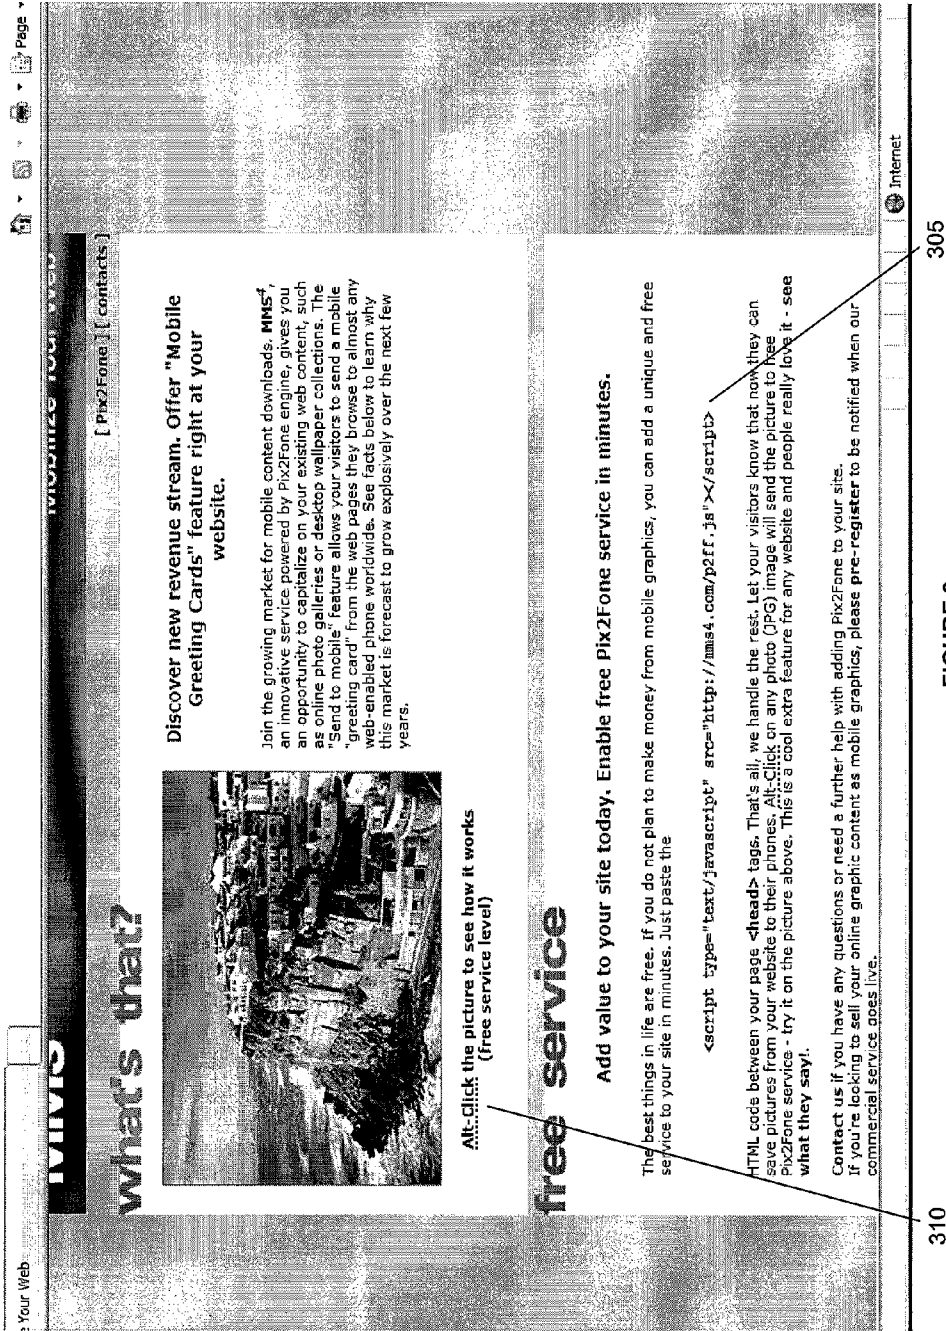 e Your Web
Page
MMS
Mobilize Your Web
[ Pix2Fone ] [ contacts ]
what's that?
Discover new revenue stream. Offer "Mobile
Greeting Cards" feature right at your
website.
Join the growing market for mobile content downloads. MMS⁴,
an innovative service powered by Pix2Fone engine, gives you
an opportunity to capitalize on your existing web content, such
as online photo galleries or desktop wallpaper collections. The
"Send to mobile" feature allows your visitors to send a mobile
"greeting card" from the web pages they browse to almost any
web-enabled phone worldwide. See facts below to learn why
this market is forecast to grow explosively over the next few
years.
Alt-Click the picture to see how it works
(free service level)
free service
Add value to your site today. Enable free Pix2Fone service in minutes.
The best things in life are free. If you do not plan to make money from mobile graphics, you can add a unique and free
service to your site in minutes. Just paste the
<script type="text/javascript" src="http://mms4.com/p2ff.js"></script>
HTML code between your page <head> tags. That's all, we handle the rest. Let your visitors know that now they can
save pictures from your website to their phones. Alt-Click on any photo (JPG) image will send the picture to free
Pix2Fone service - try it on the picture above. This is a cool extra feature for any website and people really love it - see
what they say!.
Contact us if you have any questions or need a further help with adding Pix2Fone to your site.
If you're looking to sell your online graphic content as mobile graphics, please pre-register to be notified when our
commercial service goes live.
Internet
310
305